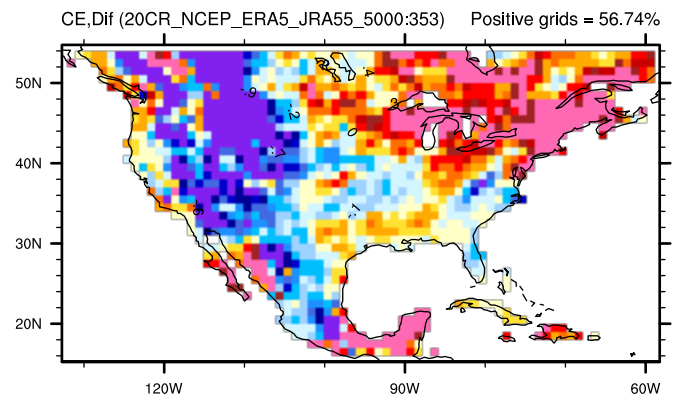 CE,Dif (20CR_NCEP_ERA5_JRA55_5000:353) Positive grids = 56.74%
50N
40N
30N
20N
120W 90W 60W